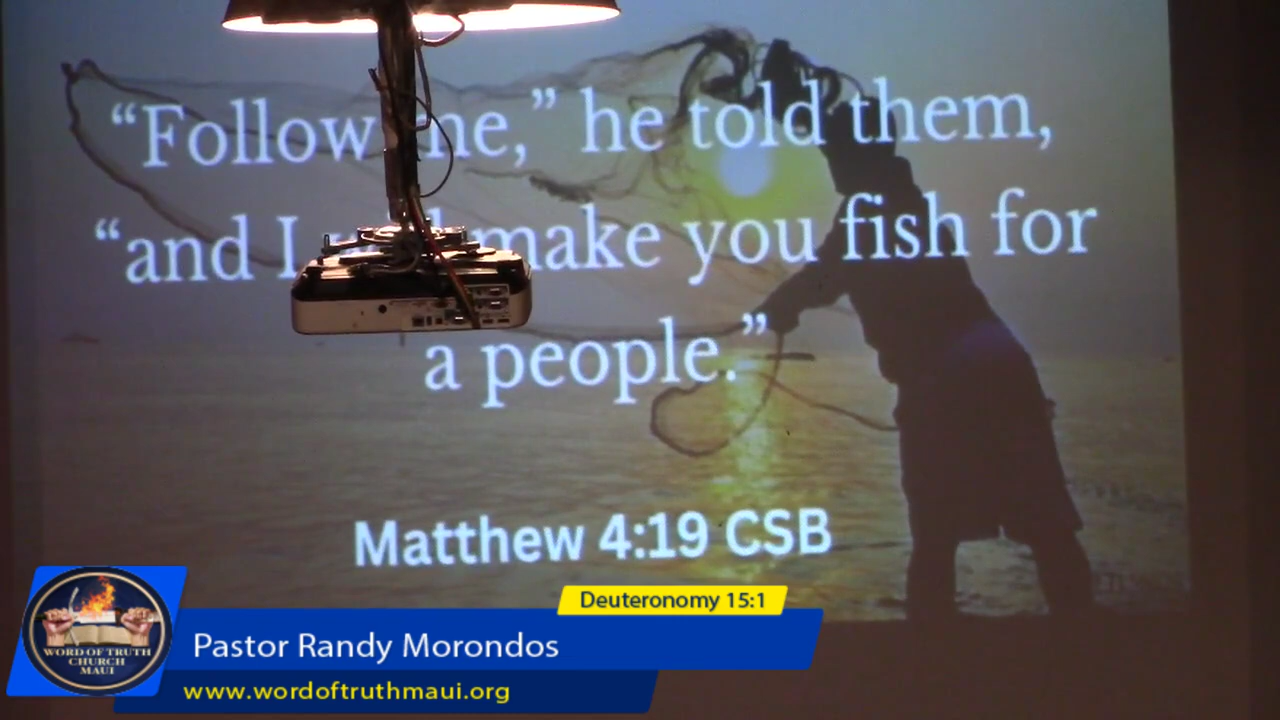 “Follow me,” he told them,
“and I make you fish for
a people.”
Matthew 4:19 CSB
Deuteronomy 15:1
Pastor Randy Morondos
www.wordoftruthmaui.org
WORD OF TRUTH
CHURCH
MAUI